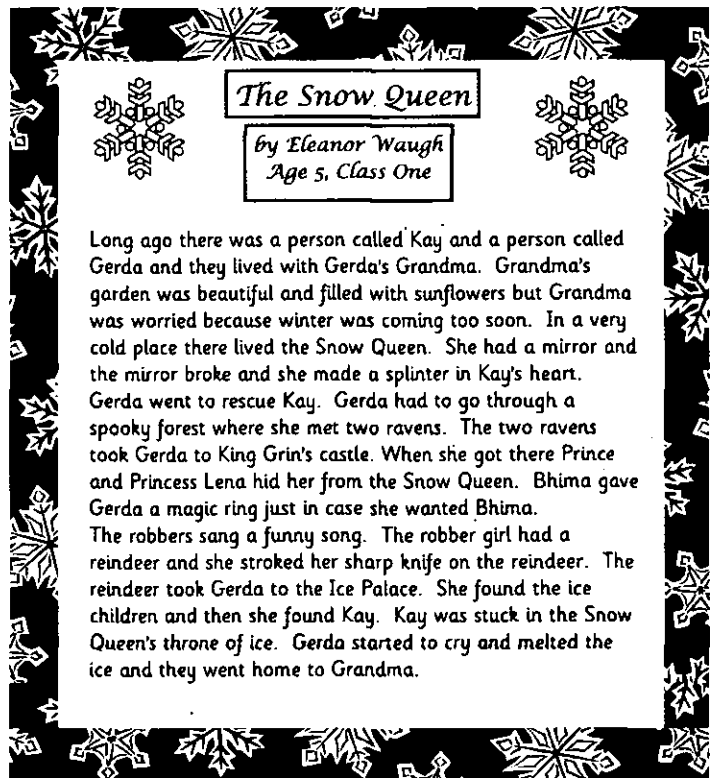 The Snow Queen
by Eleanor Waugh
Age 5, Class One
Long ago there was a person called Kay and a person called
Gerda and they lived with Gerda's Grandma. Grandma's
garden was beautiful and filled with sunflowers but Grandma
was worried because winter was coming too soon. In a very
cold place there lived the Snow Queen. She had a mirror and
the mirror broke and she made a splinter in Kay's heart.
Gerda went to rescue Kay. Gerda had to go through a
spooky forest where she met two ravens. The two ravens
took Gerda to King Grin's castle. When she got there Prince
and Princess Lena hid her from the Snow Queen. Bhima gave
Gerda a magic ring just in case she wanted Bhima.
The robbers sang a funny song. The robber girl had a
reindeer and she stroked her sharp knife on the reindeer. The
reindeer took Gerda to the Ice Palace. She found the ice
children and then she found Kay. Kay was stuck in the Snow
Queen's throne of ice. Gerda started to cry and melted the
ice and they went home to Grandma.